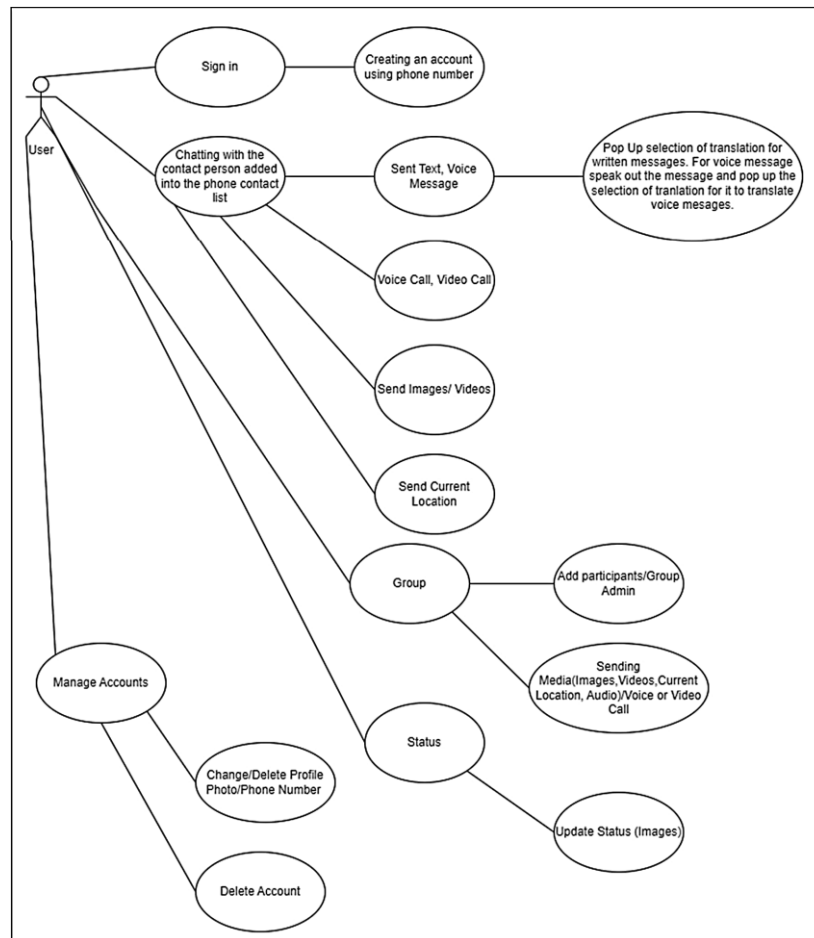 Sign in
Creating an account
using phone number
User
Chatting with the
contact person added
into the phone contact
list
Sent Text, Voice
Message
Pop Up selection of translation for
written messages. For voice message
speak out the message and pop up the
selection of tranlation for it to translate
voice mesages.
Voice Call, Video Call
Send Images/ Videos
Send Current
Location
Group
Add participants/Group
Admin
Sending
Media(Images,Videos,Current
Location, Audio)/Voice or Video
Call
Manage Accounts
Status
Change/Delete Profile
Photo/Phone Number
Update Status (Images)
Delete Account